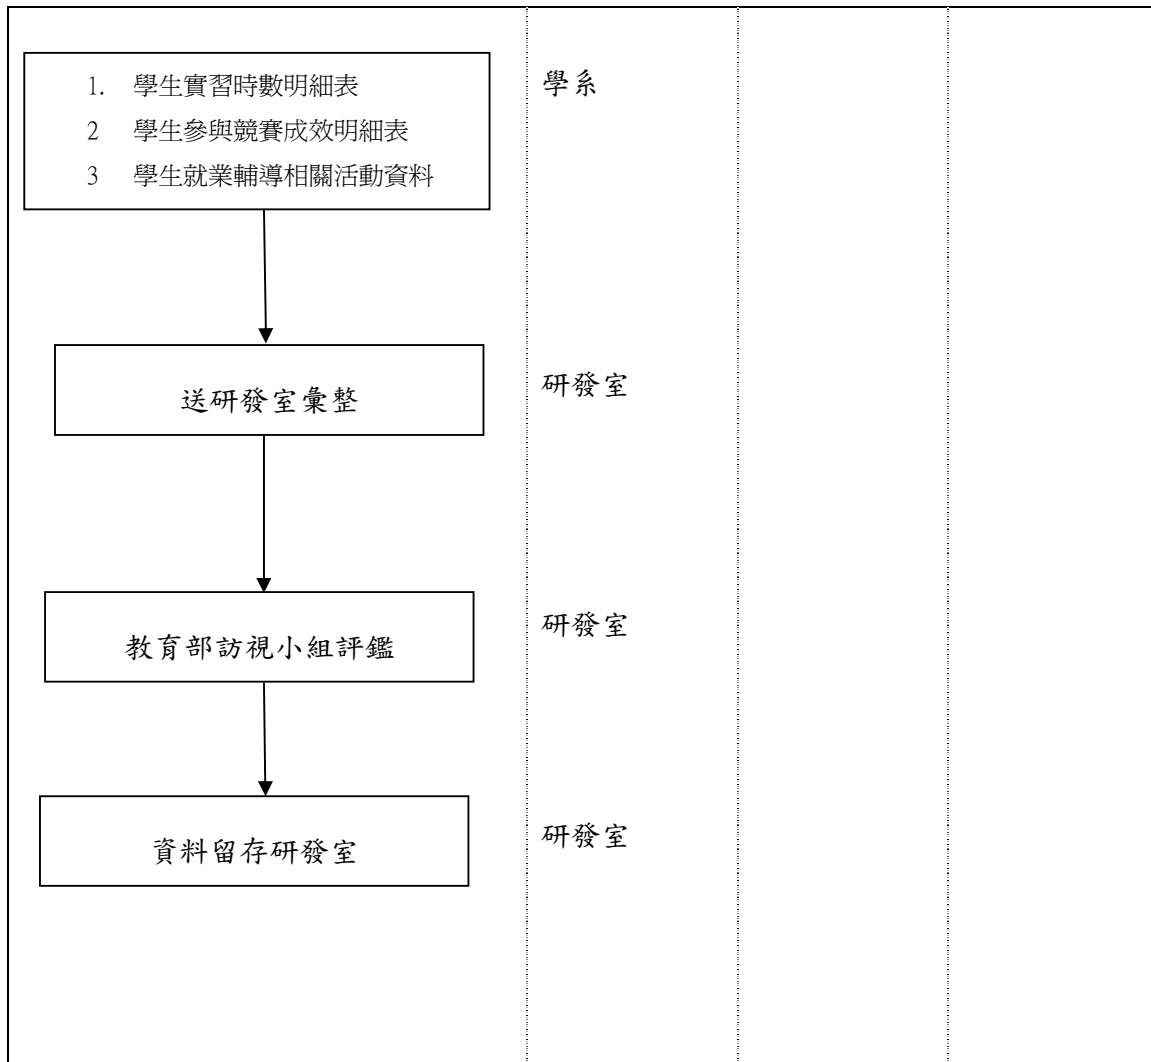 1. 學生實習時數明細表
2 學生參與競賽成效明細表
3 學生就業輔導相關活動資料
學系
送研發室彙整
研發室
教育部訪視小組評鑑
研發室
資料留存研發室
研發室